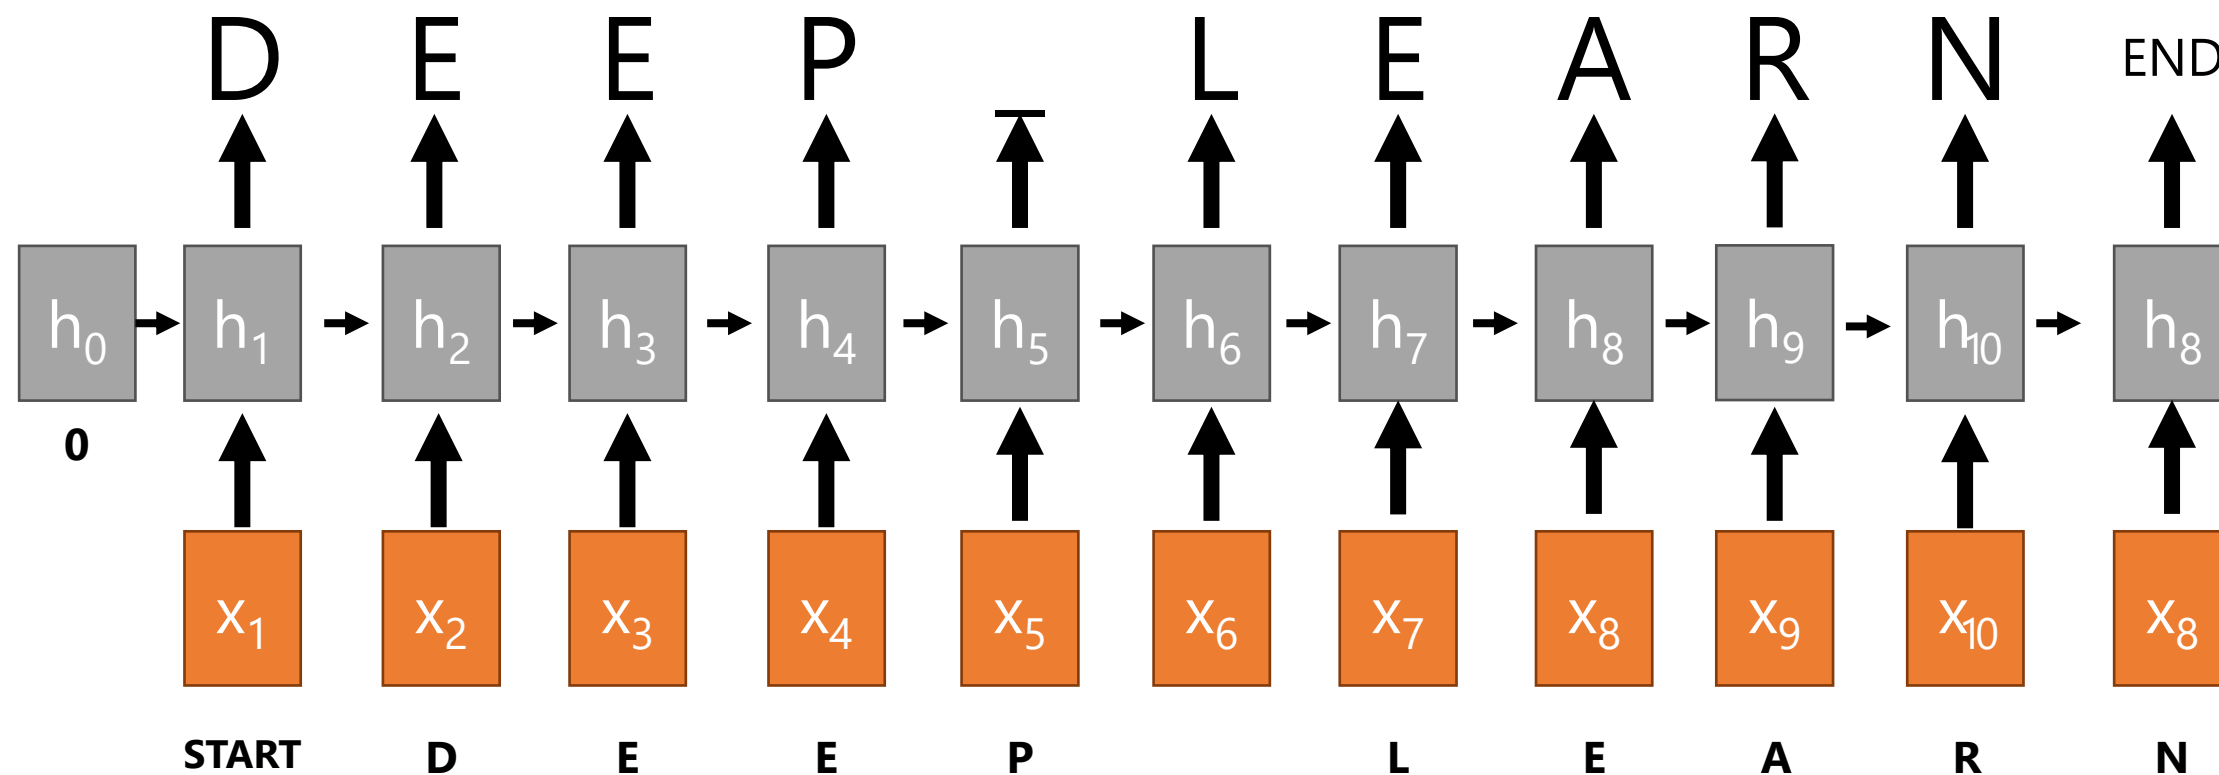 D E E P _ L E A R N END
h0 h1 h2 h3 h4 h5 h6 h7 h8 h9 h10 h8
0
x1 x2 x3 x4 x5 x6 x7 x8 x9 x10 x8
START D E E P L E A R N